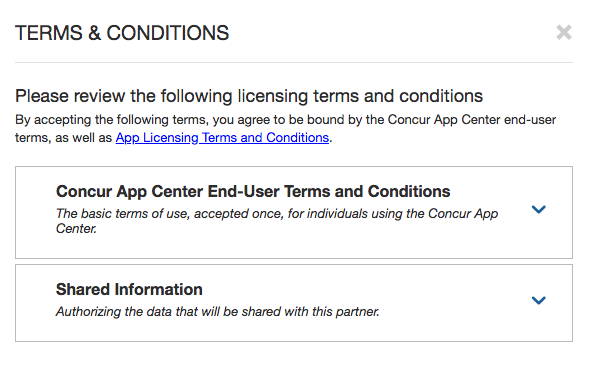 TERMS & CONDITIONS
Please review the following licensing terms and conditions
By accepting the following terms, you agree to be bound by the Concur App Center end-user
terms, as well as App Licensing Terms and Conditions.
Concur App Center End-User Terms and Conditions
The basic terms of use, accepted once, for individuals using the Concur App
Center.
Shared Information
Authorizing the data that will be shared with this partner.